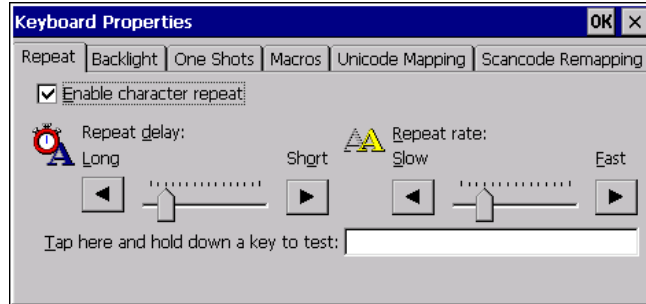 Keyboard Properties OK ×
Repeat Backlight One Shots Macros Unicode Mapping Scancode Remapping
Enable character repeat
Repeat delay: Repeat rate:
Long Short Slow Fast
Tap here and hold down a key to test: